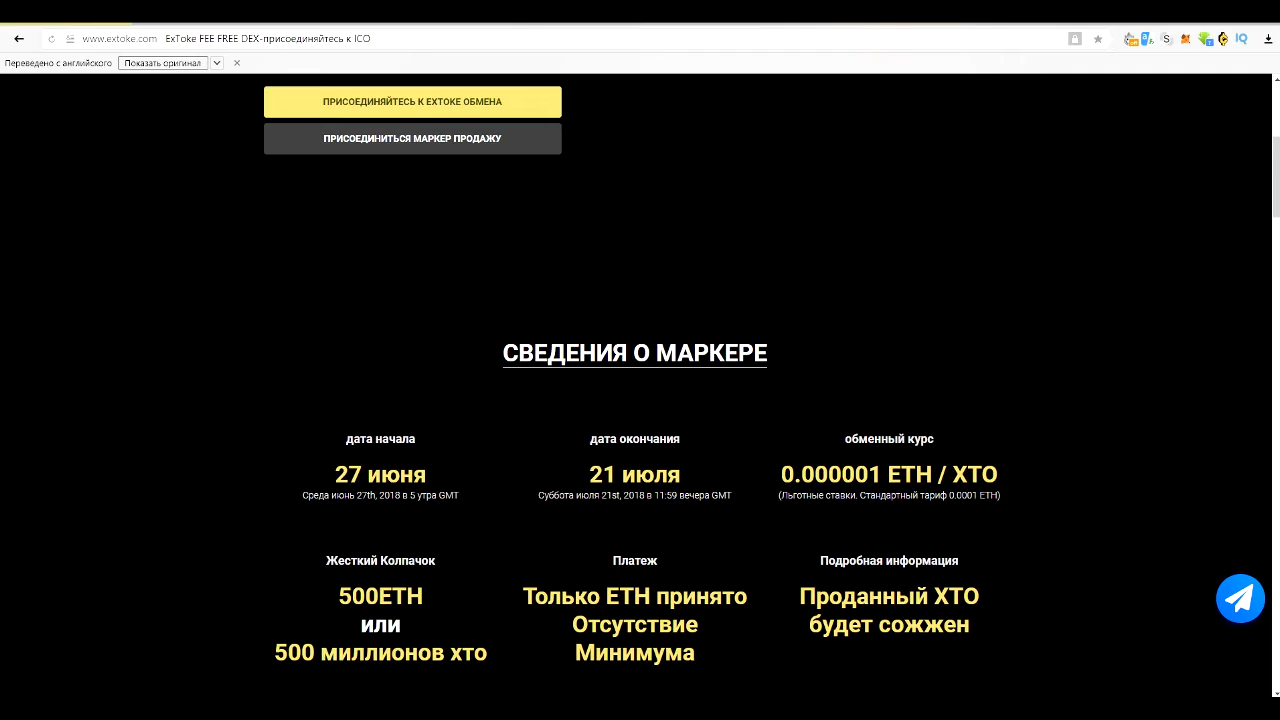 www.extoke.com ExToke FEE FREE DEX-присоединяйтесь к ICO
Переведено с английского Показать оригинал
ПРИСОЕДИНЯЙТЕСЬ К EXTOKE ОБМЕНА
ПРИСОЕДИНИТЬСЯ МАРКЕР ПРОДАЖУ
СВЕДЕНИЯ О МАРКЕРЕ
дата начала
27 июня
Среда июнь 27th, 2018 в 5 утра GMT
дата окончания
21 июля
Суббота июля 21st, 2018 в 11:59 вечера GMT
обменный курс
0.000001 ETH / XTO
(Льготные ставки. Стандартный тариф 0.0001 ETH)
Жесткий Колпачок
500ETH
или
500 миллионов хто
Платеж
Только ETH принято
Отсутствие
Минимума
Подробная информация
Проданный XTO
будет сожжен